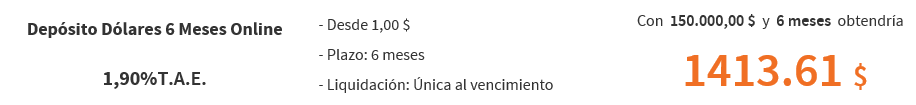 Depósito Dólares 6 Meses Online
1,90%T.A.E.
- Desde 1,00 $
- Plazo: 6 meses
- Liquidación: Única al vencimiento
Con 150.000,00 $ y 6 meses obtendría
1413.61 $